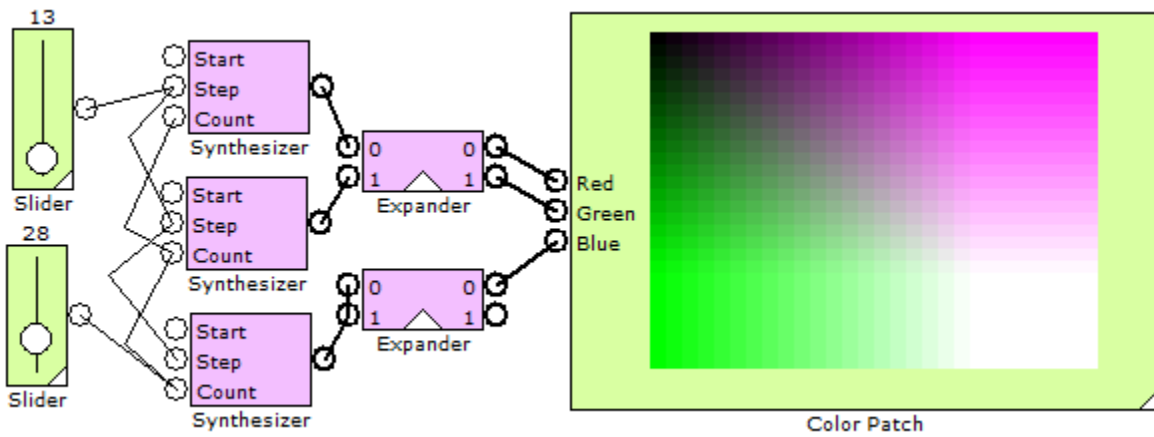 13
Slider
28
Slider
Start
Step
Count
Synthesizer
Start
Step
Count
Synthesizer
Start
Step
Count
Synthesizer
0 0
1 1
Expander
0 0
1 1
Expander
Red
Green
Blue
Color Patch